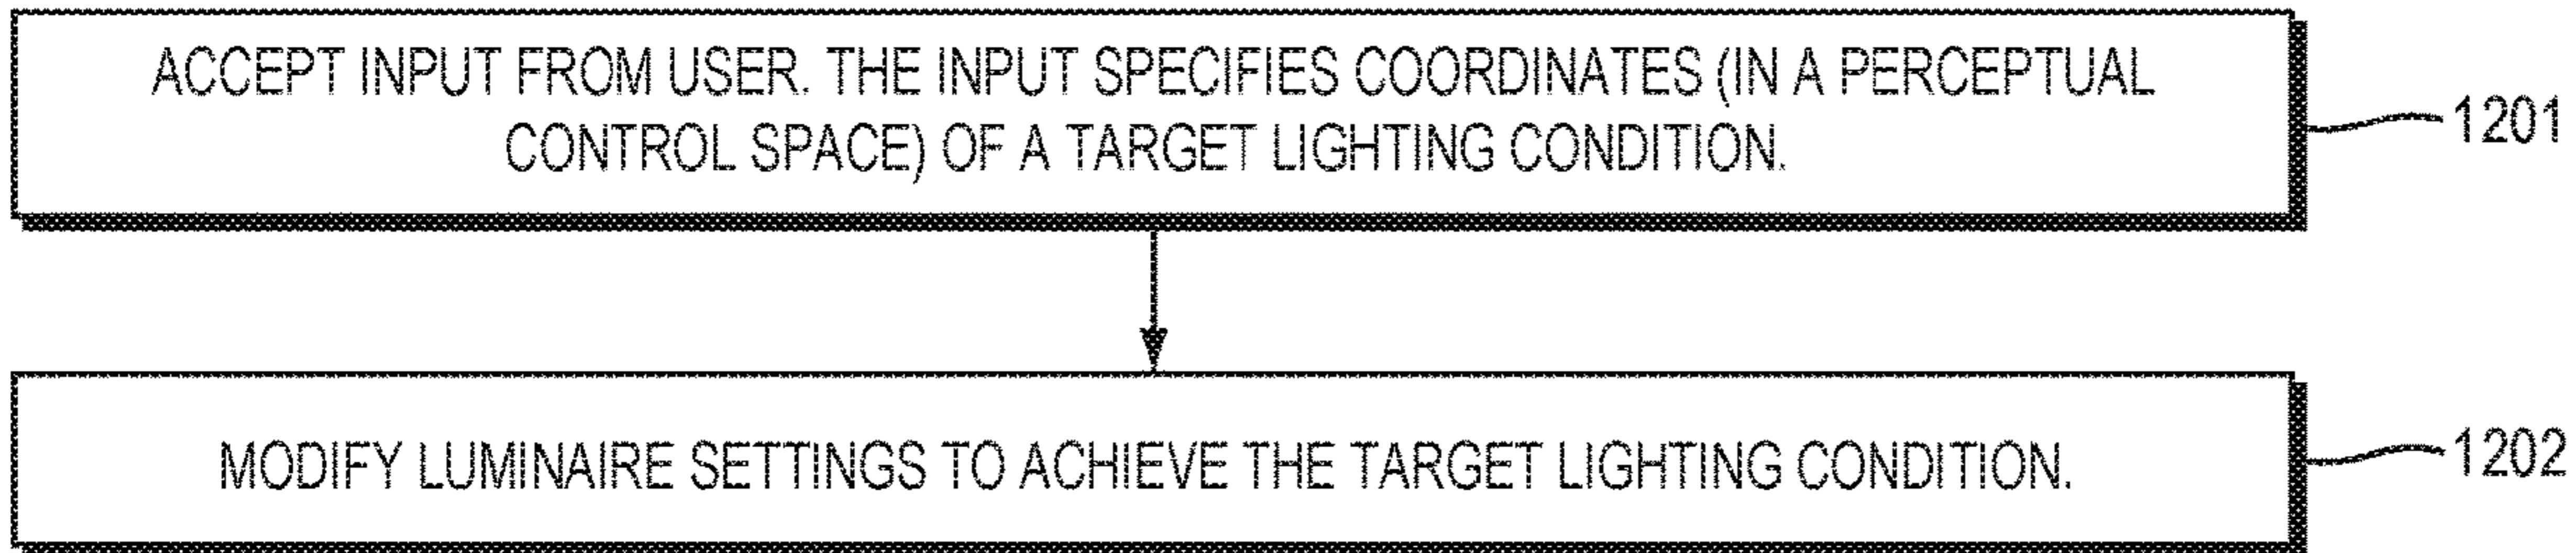 ACCEPT INPUT FROM USER. THE INPUT SPECIFIES COORDINATES (IN A PERCEPTUAL
CONTROL SPACE) OF A TARGET LIGHTING CONDITION.
1201
MODIFY LUMINAIRE SETTINGS TO ACHIEVE THE TARGET LIGHTING CONDITION.
1202